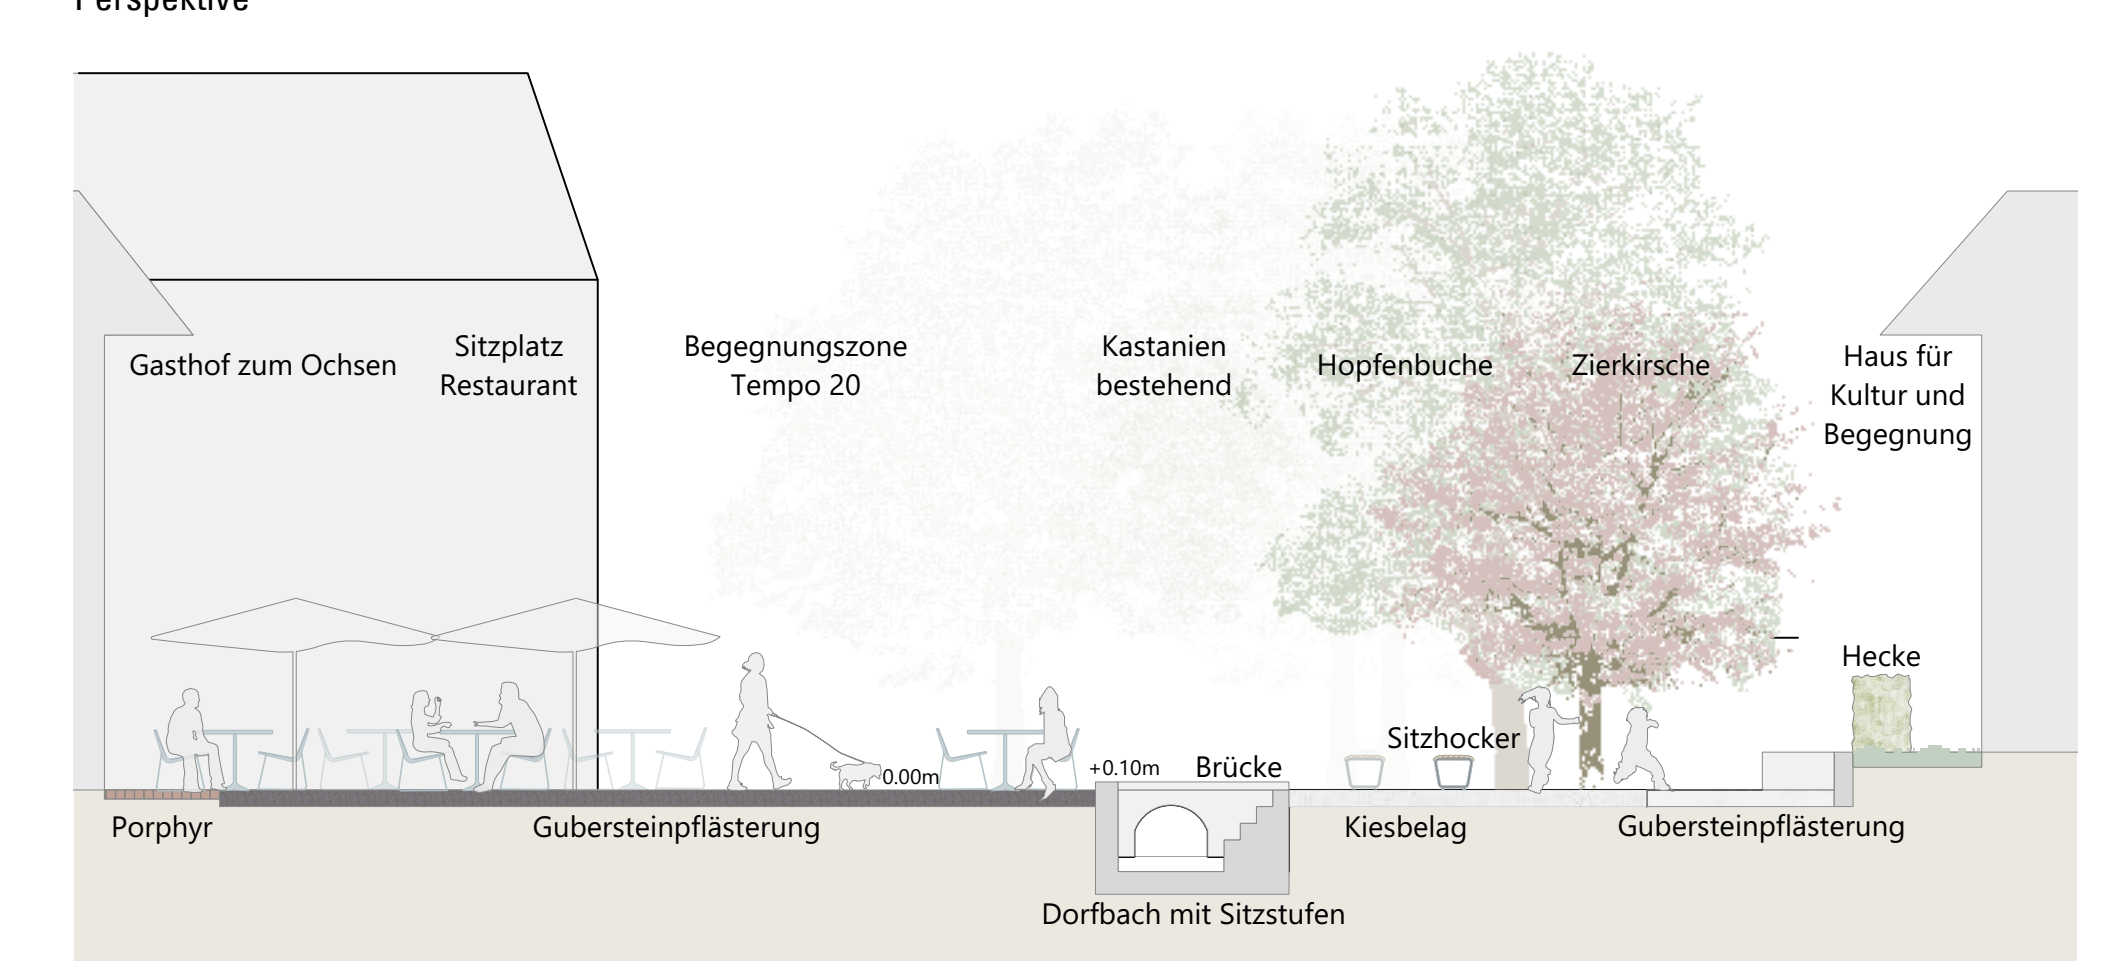 Perspektive
Gasthof zum Ochsen
Sitzplatz
Restaurant
Begegnungszone
Tempo 20
Kastanien
bestehend
Hopfenbuche
Zierkirsche
Haus für
Kultur und
Begegnung
Hecke
Sitzhocker
0.00m
+0.10m
Brücke
Porphyr
Gubersteinpflästerung
Kiesbelag
Gubersteinpflästerung
Dorfbach mit Sitzstufen